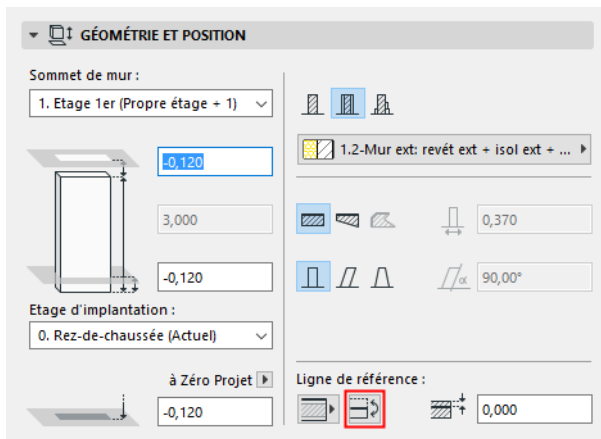 GÉOMÉTRIE ET POSITION
Sommet de mur :
1. Etage 1er (Propre étage + 1)
-0,120
3,000
-0,120
Etage d'implantation :
0. Rez-de-chaussée (Actuel)
à Zéro Projet
-0,120
1.2-Mur ext: revét ext + isol ext + ...
0,370
α 90,00°
Ligne de référence :
0,000